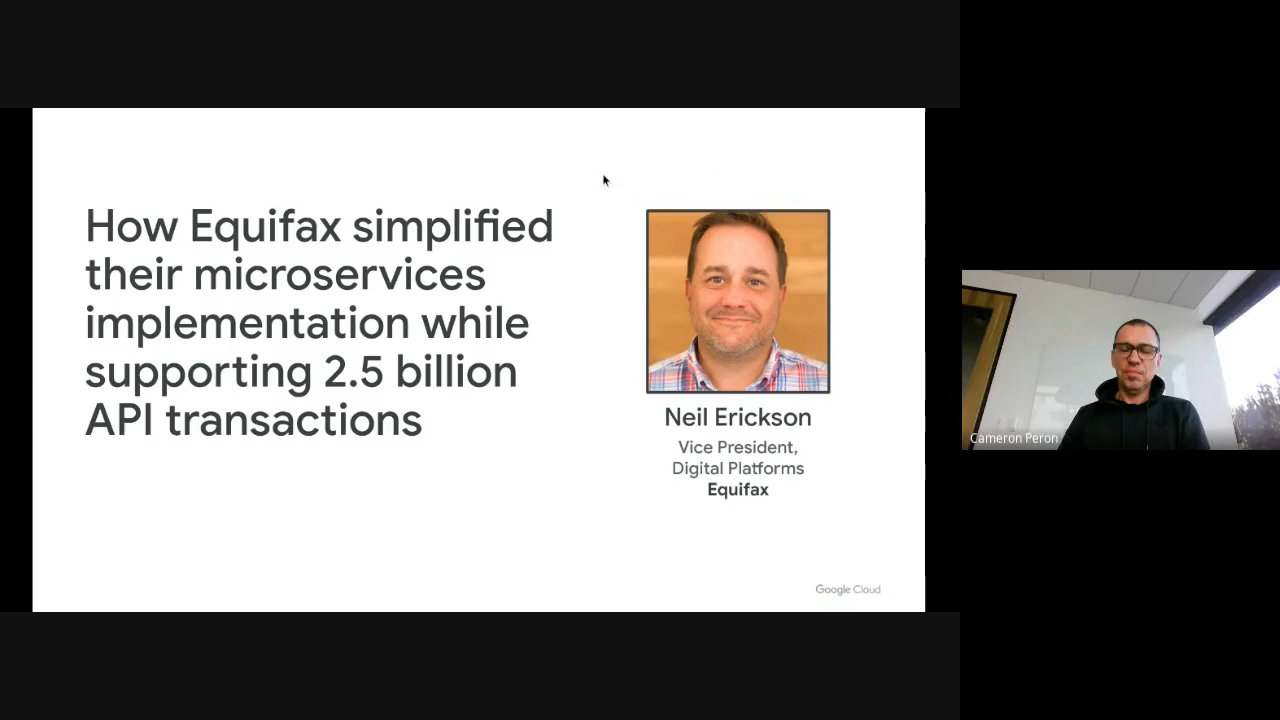 How Equifax simplified
their microservices
implementation while
supporting 2.5 billion
API transactions
Neil Erickson
Vice President,
Digital Platforms
Equifax
Google Cloud
Cameron Peron